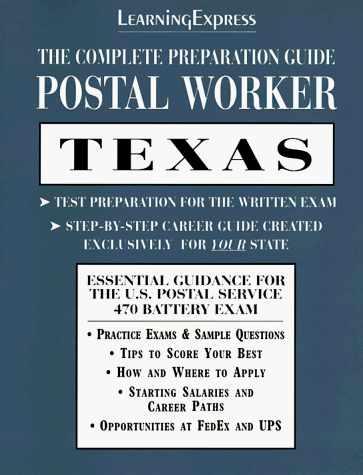 LEARNINGEXPRESS
THE COMPLETE PREPARATION GUIDE
POSTAL WORKER
TEXAS
➤ TEST PREPARATION FOR THE WRITTEN EXAM
➤ STEP-BY-STEP CAREER GUIDE CREATED
EXCLUSIVELY FOR YOUR STATE
ESSENTIAL GUIDANCE FOR
THE U.S. POSTAL SERVICE
470 BATTERY EXAM
• PRACTICE EXAMS & SAMPLE QUESTIONS
• TIPS TO SCORE YOUR BEST
• HOW AND WHERE TO APPLY
• STARTING SALARIES AND
CAREER PATHS
• OPPORTUNITIES AT FEDEX AND UPS